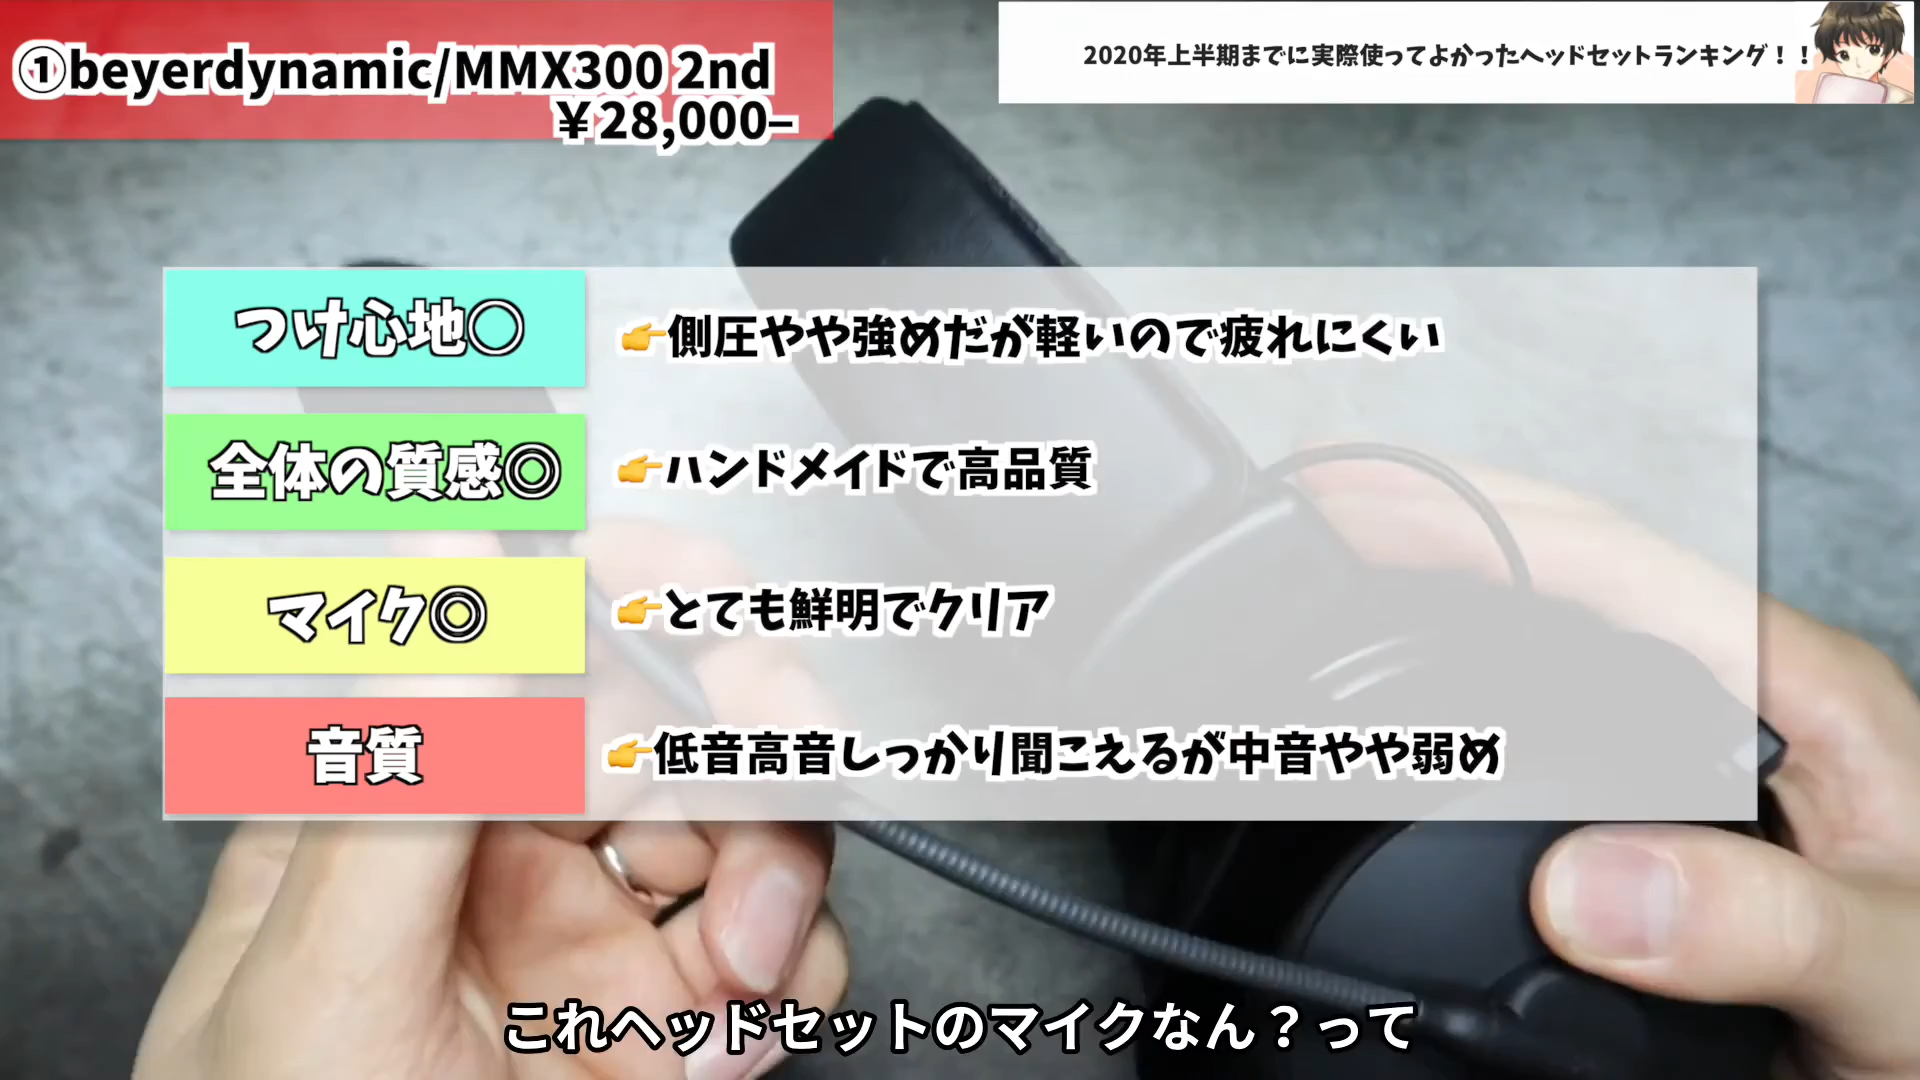 ①beyerdynamic/MMX300 2nd
￥28,000−
2020年上半期までに実際使ってよかったヘッドセットランキング！！
つけ心地〇
👉側圧やや強めだが軽いので疲れにくい
全体の質感◎
👉ハンドメイドで高品質
マイク◎
👉とても鮮明でクリア
音質
👉低音高音しっかり聞こえるが中音やや弱め
これヘッドセットのマイクなん？って